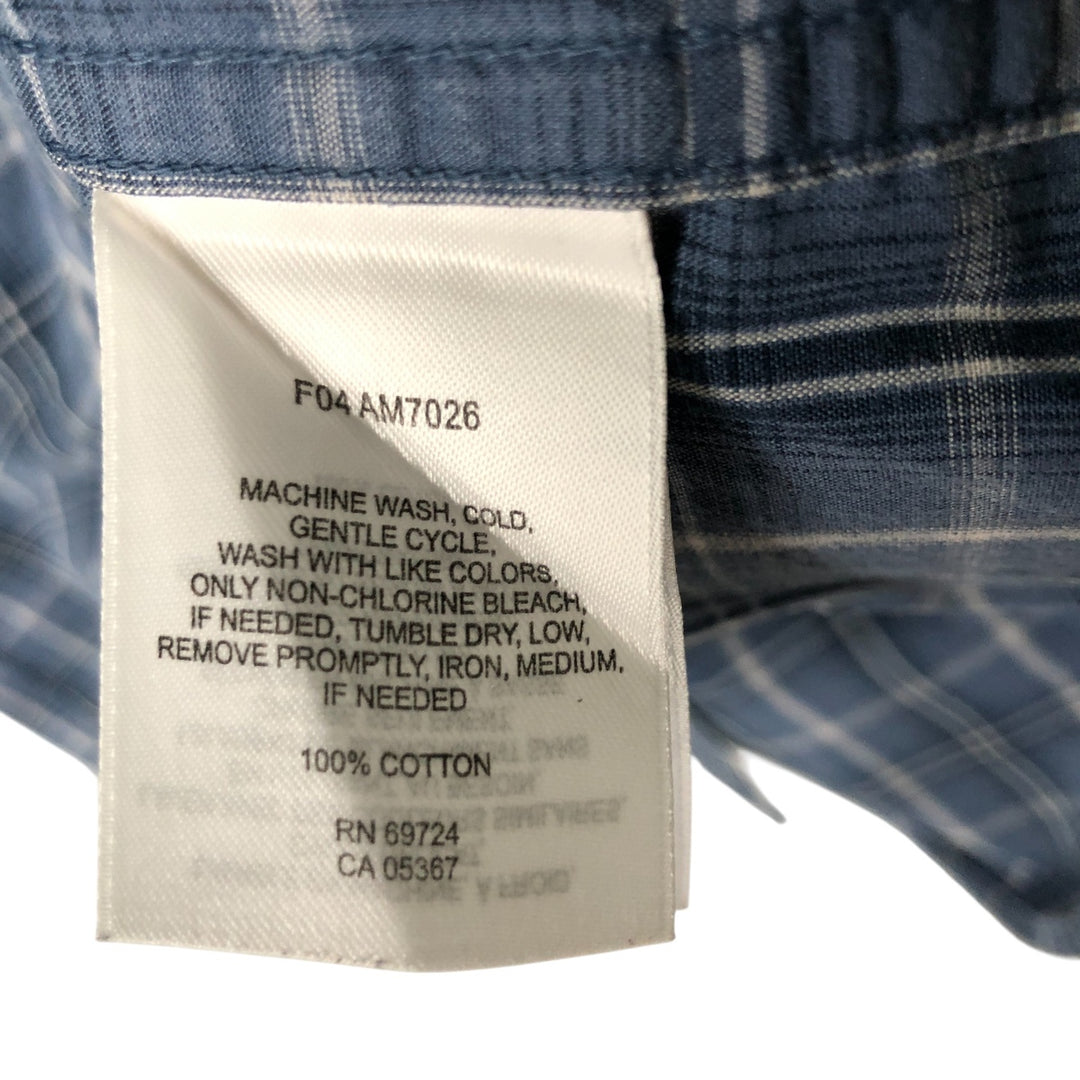 F04 AM7026
MACHINE WASH, COLD,
GENTLE CYCLE,
WASH WITH LIKE COLORS,
ONLY NON-CHLORINE BLEACH,
IF NEEDED, TUMBLE DRY, LOW,
REMOVE PROMPTLY, IRON, MEDIUM,
IF NEEDED
100% COTTON
RN 69724
CA 05367